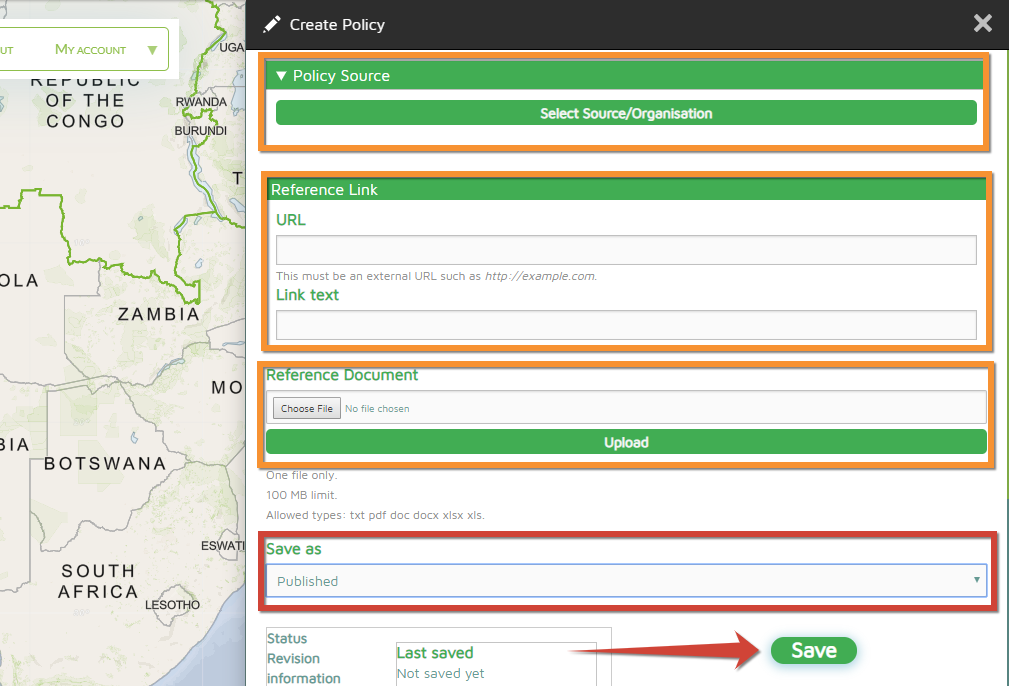 UT
MY ACCOUNT ▼
UGA
REPUBLIC
OF THE
CONGO
RWANDA
BURUNDI
T
OLA
ZAMBIA
MO
BIA
BOTSWANA
ESWATI
SOUTH
AFRICA
LESOTHO
Create Policy
▼ Policy Source
Select Source/Organisation
Reference Link
URL
This must be an external URL such as http://example.com.
Link text
Reference Document
Choose File No file chosen
Upload
One file only.
100 MB limit.
Allowed types: txt pdf doc docx xlsx xls.
Save as
Published
Status
Revision
information
Last saved
Not saved yet
Save